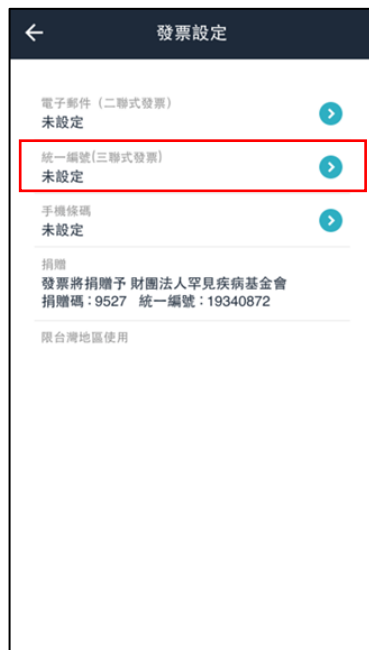 發票設定
電子郵件（二聯式發票）
未設定
統一編號(三聯式發票)
未設定
手機條碼
未設定
捐贈
發票將捐贈予 財團法人罕見疾病基金會
捐贈碼：9527 統一編號：19340872
限台灣地區使用